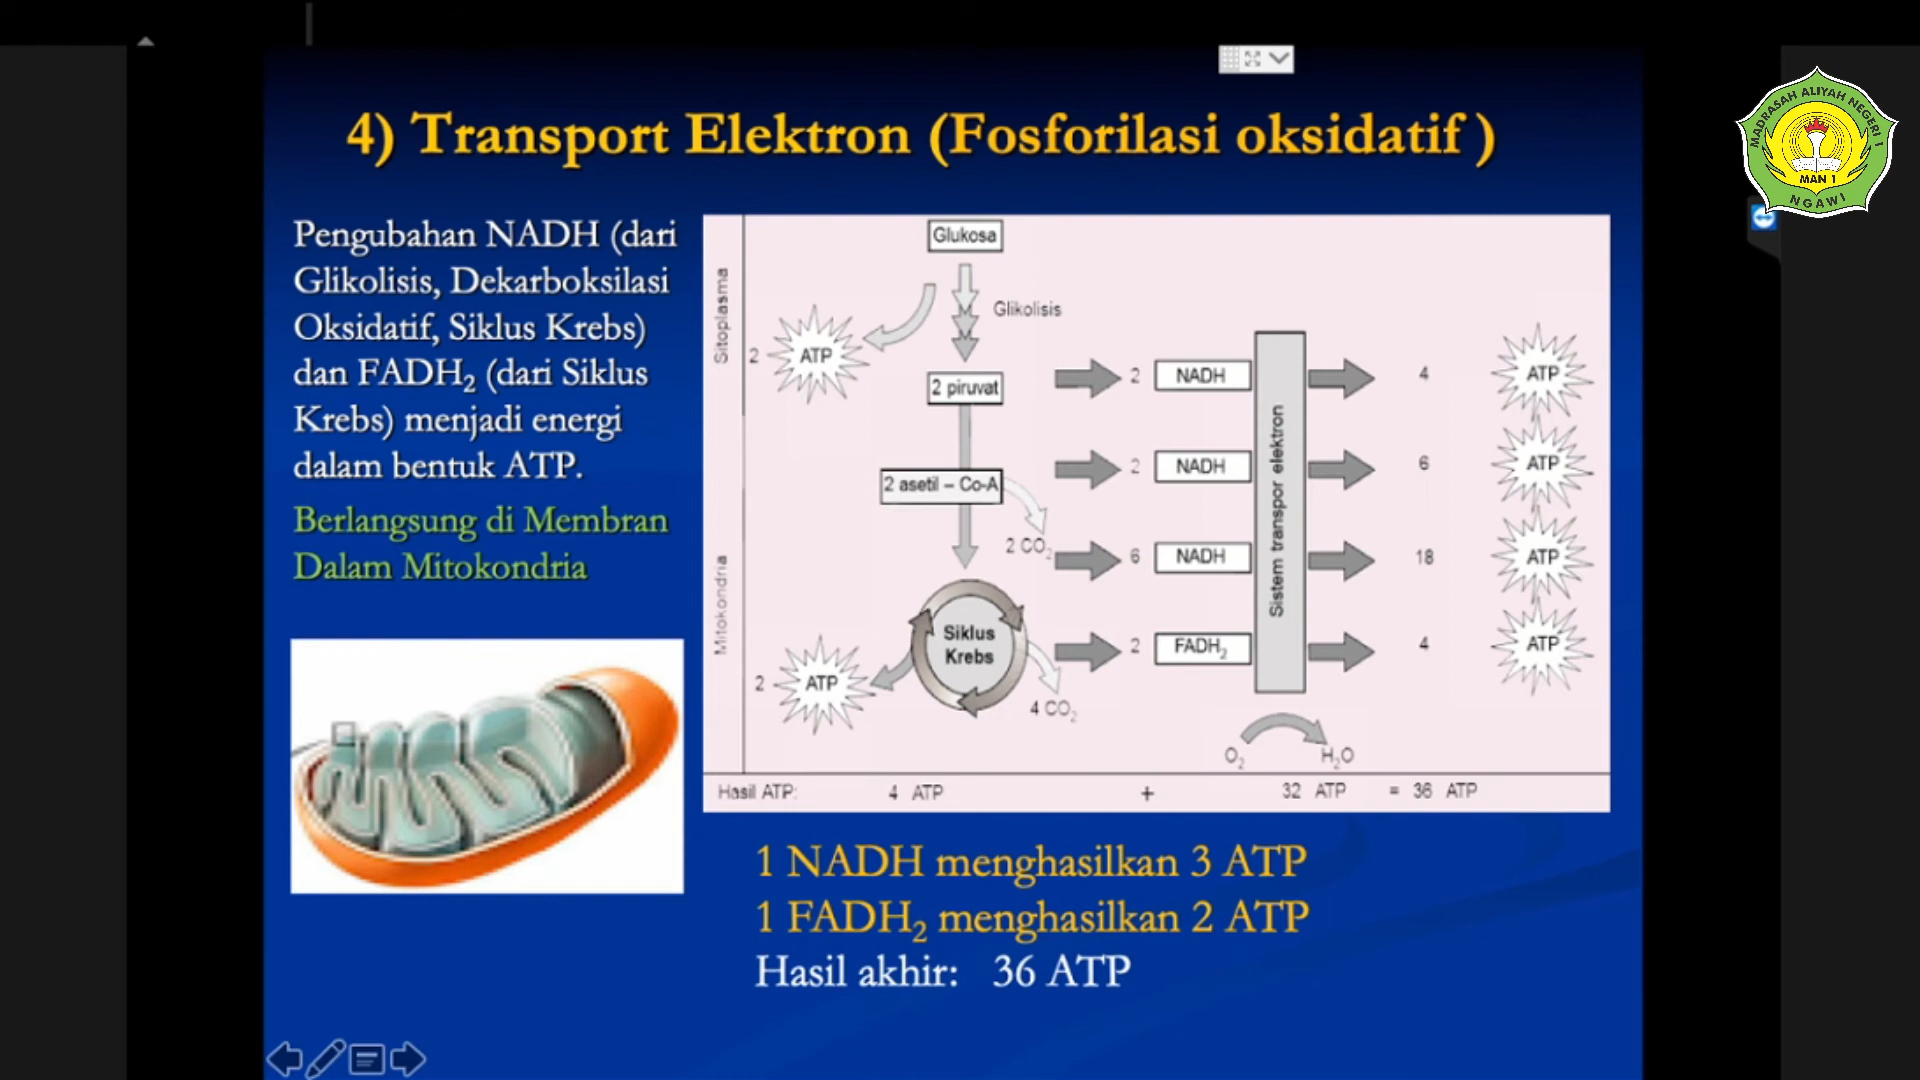 4) Transport Elektron (Fosforilasi oksidatif )
MADRASAH ALIYAH NEGERI 1
MAN 1
NGAWI
Pengubahan NADH (dari
Glikolisis, Dekarboksilasi
Oksidatif, Siklus Krebs)
dan FADH₂ (dari Siklus
Krebs) menjadi energi
dalam bentuk ATP.
Berlangsung di Membran
Dalam Mitokondria
Sitoplasma
Mitokondria
Glukosa
Glikolisis
2 ATP
2 piruvat
2 asetil – Co-A
2 CO₂
Siklus
Krebs
2 ATP
4 CO₂
2 NADH
2 NADH
6 NADH
2 FADH₂
Sistem transpor elektron
4 ATP
6 ATP
18 ATP
4 ATP
O₂ H₂O
Hasil ATP: 4 ATP + 32 ATP = 36 ATP
1 NADH menghasilkan 3 ATP
1 FADH₂ menghasilkan 2 ATP
Hasil akhir: 36 ATP